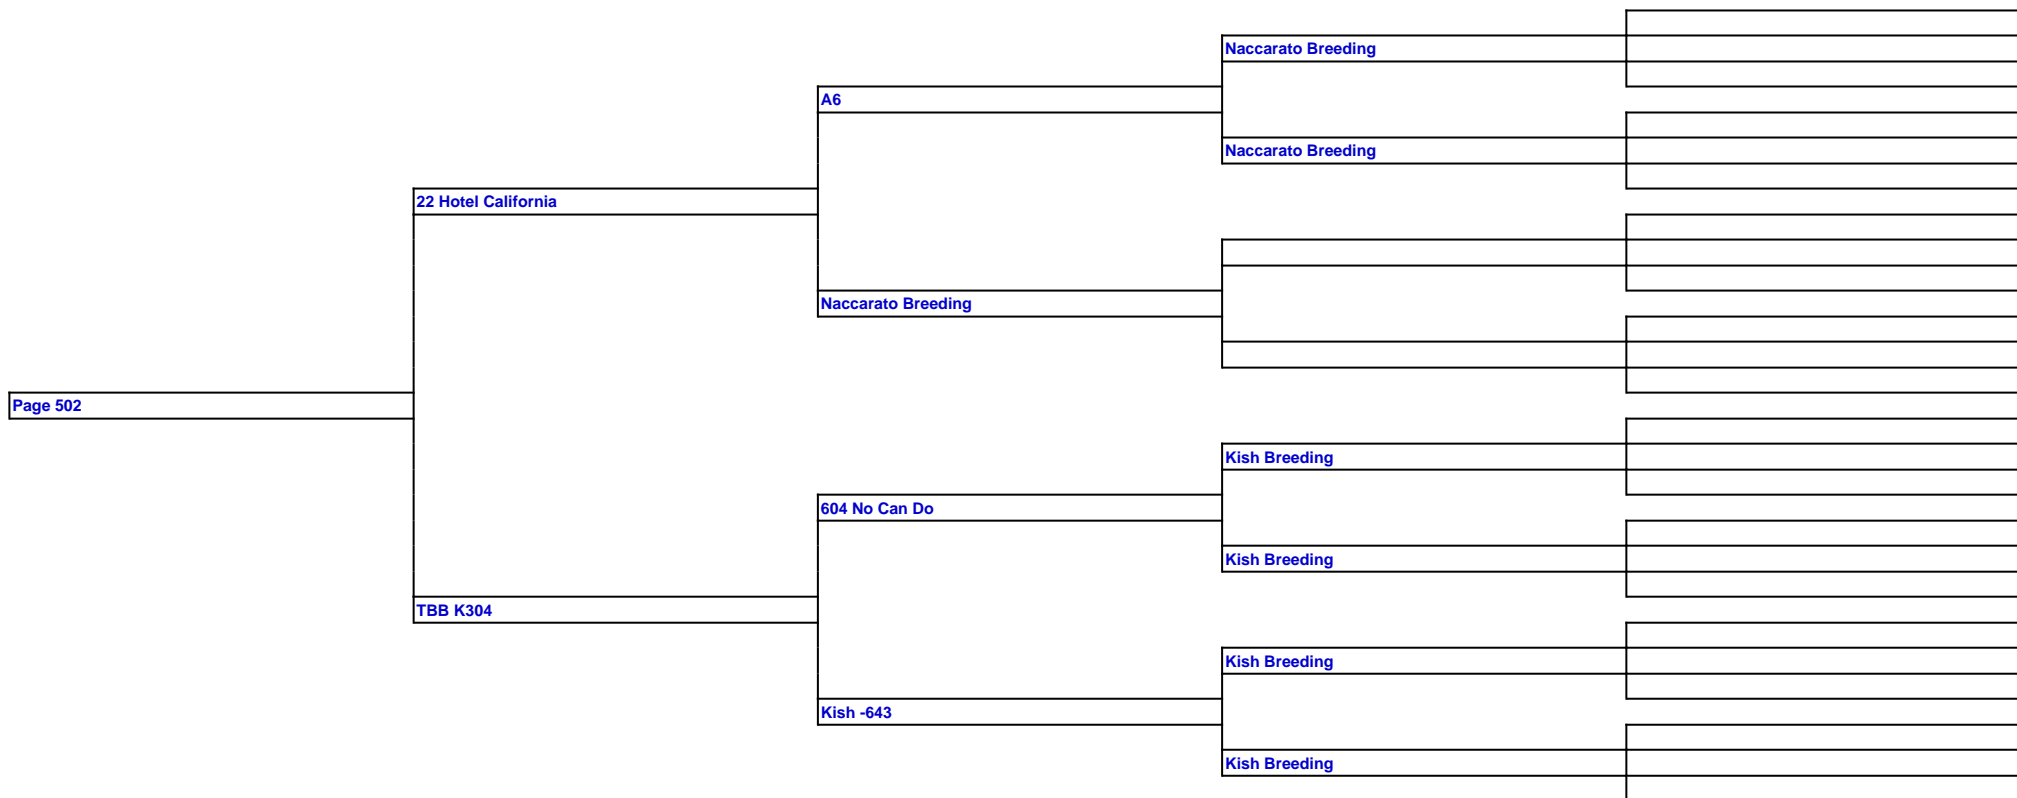 Naccarato Breeding
A6
Naccarato Breeding
22 Hotel California
Naccarato Breeding
Page 502
Kish Breeding
604 No Can Do
Kish Breeding
TBB K304
Kish Breeding
Kish -643
Kish Breeding